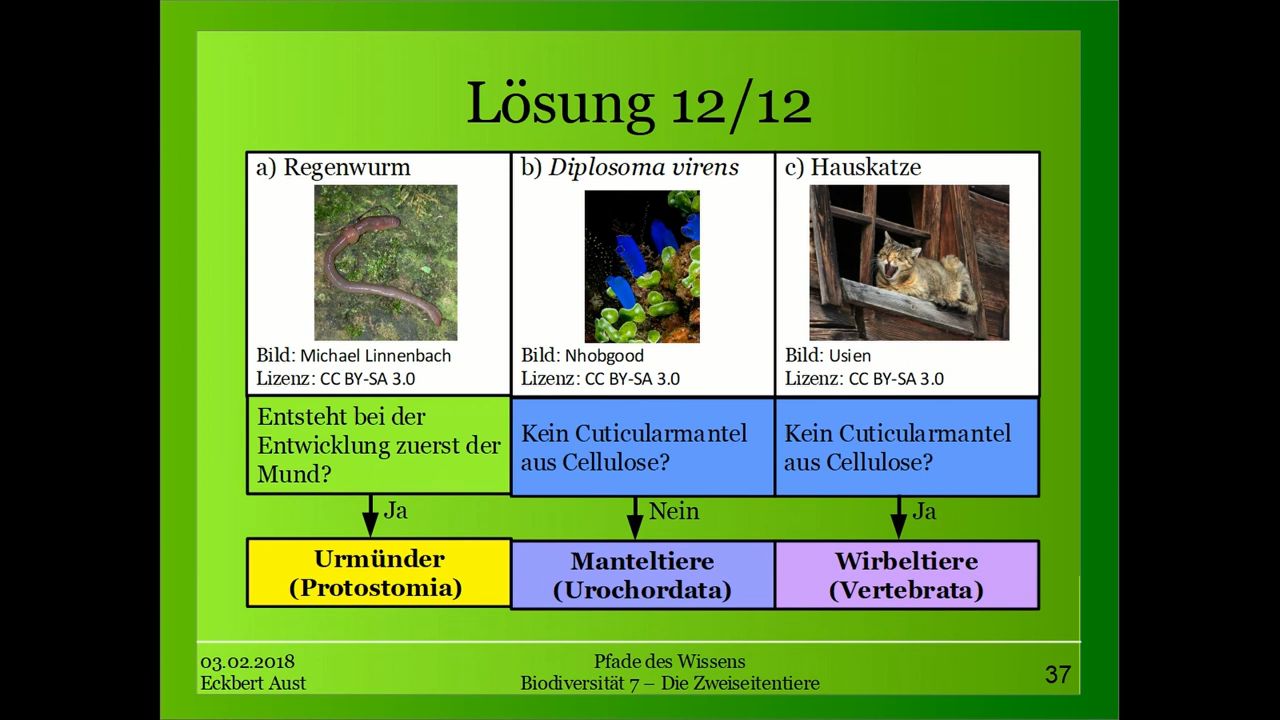 Lösung 12/12
a) Regenwurm
Bild: Michael Linnenbach
Lizenz: CC BY-SA 3.0
Entsteht bei der
Entwicklung zuerst der
Mund?
Ja
Urmünder
(Protostomia)
b) Diplosoma virens
Bild: Nhobgood
Lizenz: CC BY-SA 3.0
Kein Cuticularmantel
aus Cellulose?
Nein
Manteltiere
(Urochordata)
c) Hauskatze
Bild: Usien
Lizenz: CC BY-SA 3.0
Kein Cuticularmantel
aus Cellulose?
Ja
Wirbeltiere
(Vertebrata)
03.02.2018
Eckbert Aust
Pfade des Wissens
Biodiversität 7 – Die Zweiseitentiere
37